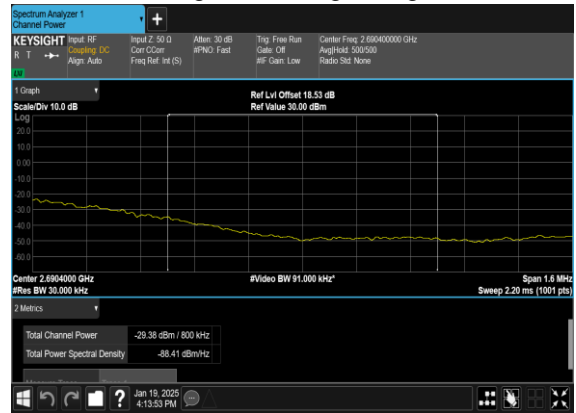 Spectrum Analyzer 1
Channel Power
+
KEYSIGHT
R T
LXI
Input: RF
Coupling: DC
Align: Auto
Input Z: 50 Ω
Corr CCorr
Freq Ref: Int (S)
Atten: 30 dB
#PNO: Fast
Trig: Free Run
Gate: Off
#IF Gain: Low
Center Freq: 2.690400000 GHz
Avg|Hold: 500/500
Radio Std: None
1 Graph
Scale/Div 10.0 dB
Ref Lvl Offset 18.53 dB
Ref Value 30.00 dBm
Log
20.0
10.0
0.00
-10.0
-20.0
-30.0
-40.0
-50.0
-60.0
Center 2.6904000 GHz
#Video BW 91.000 kHz*
Span 1.6 MHz
#Res BW 30.000 kHz
Sweep 2.20 ms (1001 pts)
2 Metrics
Total Channel Power -29.38 dBm / 800 kHz
Total Power Spectral Density -88.41 dBm/Hz
?
Jan 19, 2025
4:13:53 PM